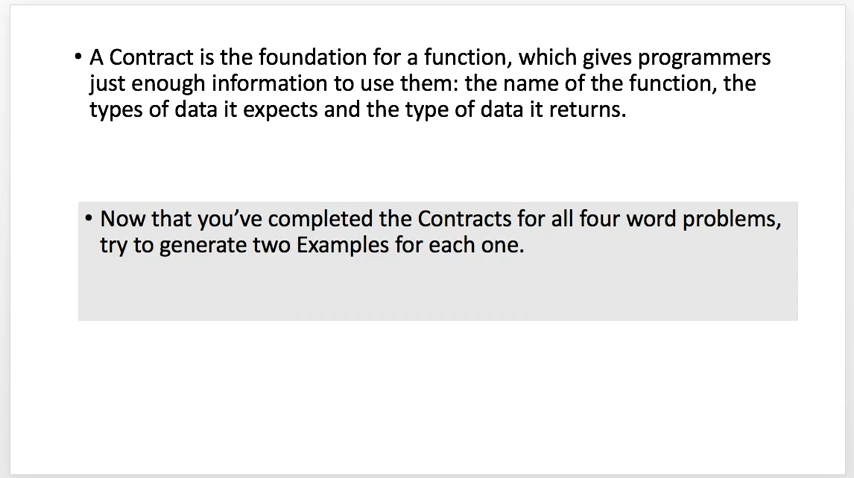 • A Contract is the foundation for a function, which gives programmers
just enough information to use them: the name of the function, the
types of data it expects and the type of data it returns.
• Now that you’ve completed the Contracts for all four word problems,
try to generate two Examples for each one.